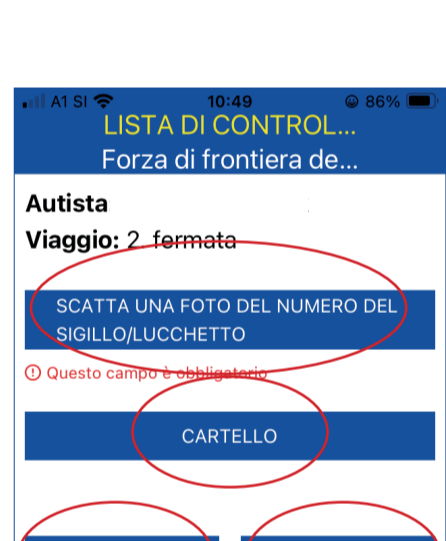 A1 SI 10:49 86%
LISTA DI CONTROL...
Forza di frontiera de...
Autista
Viaggio: 2. fermata
SCATTA UNA FOTO DEL NUMERO DEL
SIGILLO/LUCCHETTO
Questo campo è obbligatorio
CARTELLO